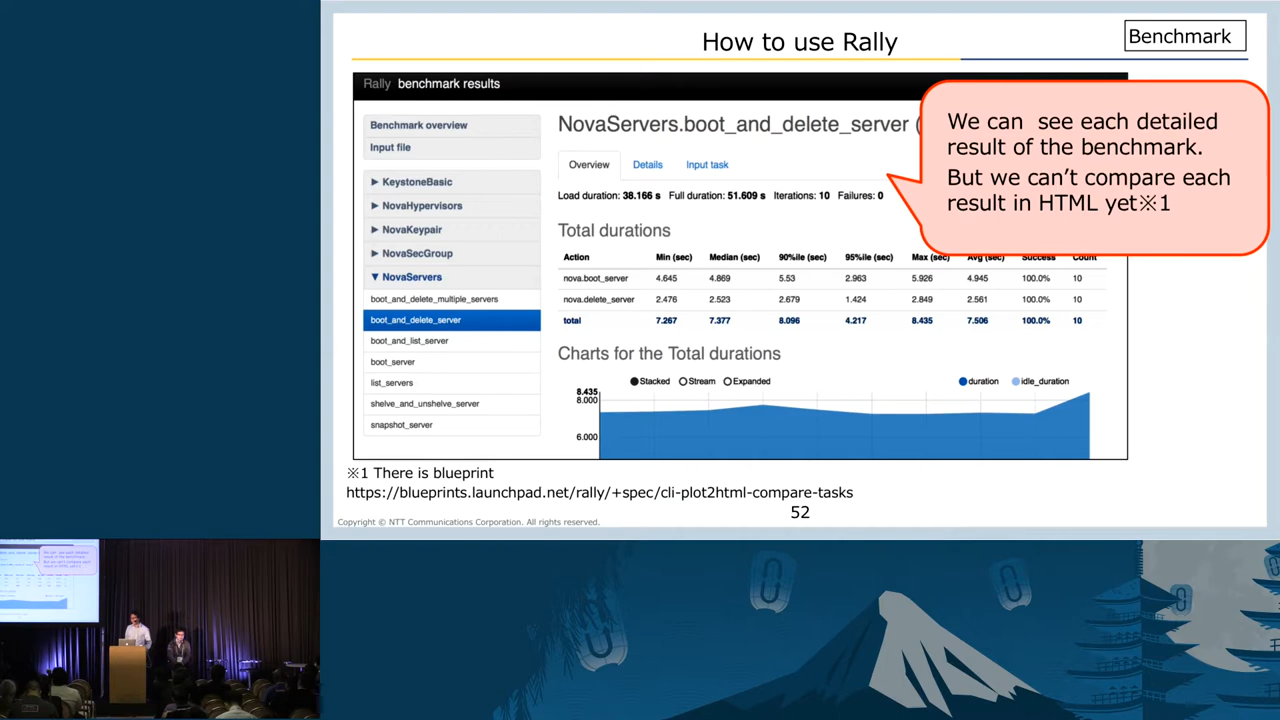 How to use Rally
Benchmark
Rally benchmark results
Benchmark overview
Input file
▶ KeystoneBasic
▶ NovaHypervisors
▶ NovaKeypair
▶ NovaSecGroup
▼ NovaServers
boot_and_delete_multiple_servers
boot_and_delete_server
boot_and_list_server
boot_server
list_servers
shelve_and_unshelve_server
snapshot_server
NovaServers.boot_and_delete_server (
Overview Details Input task
Load duration: 38.166 s Full duration: 51.609 s Iterations: 10 Failures: 0
Total durations
Action Min (sec) Median (sec) 90%ile (sec) 95%ile (sec) Max (sec) Avg (sec) Success Count
nova.boot_server 4.645 4.869 5.53 2.963 5.926 4.945 100.0% 10
nova.delete_server 2.476 2.523 2.679 1.424 2.849 2.561 100.0% 10
total 7.267 7.377 8.096 4.217 8.435 7.506 100.0% 10
Charts for the Total durations
Stacked Stream Expanded duration idle_duration
8.435
8.000
6.000
We can see each detailed
result of the benchmark.
But we can't compare each
result in HTML yet※1
※1 There is blueprint
https://blueprints.launchpad.net/rally/+spec/cli-plot2html-compare-tasks
52
Copyright © NTT Communications Corporation. All rights reserved.